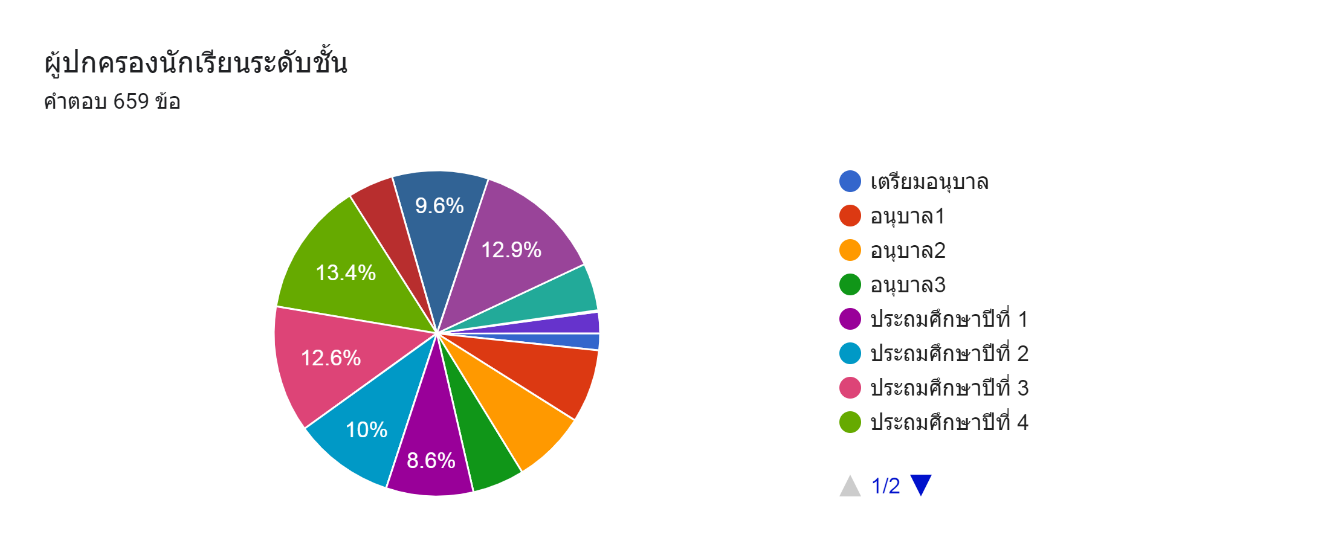 ผู้ปกครองนักเรียนระดับชั้น
คำตอบ 659 ข้อ
9.6%
12.9%
13.4%
12.6%
10%
8.6%
เตรียมอนุบาล
อนุบาล1
อนุบาล2
อนุบาล3
ประถมศึกษาปีที่ 1
ประถมศึกษาปีที่ 2
ประถมศึกษาปีที่ 3
ประถมศึกษาปีที่ 4
1/2